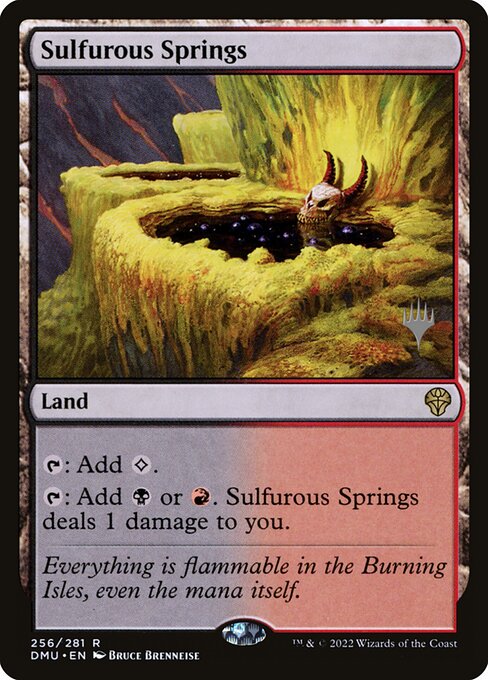 Sulfurous Springs
Land
: Add .
: Add or . Sulfurous Springs
deals 1 damage to you.
Everything is flammable in the Burning
Isles, even the mana itself.
256/281 R
DMU • EN Bruce Brenneise
™ & © 2022 Wizards of the Coast